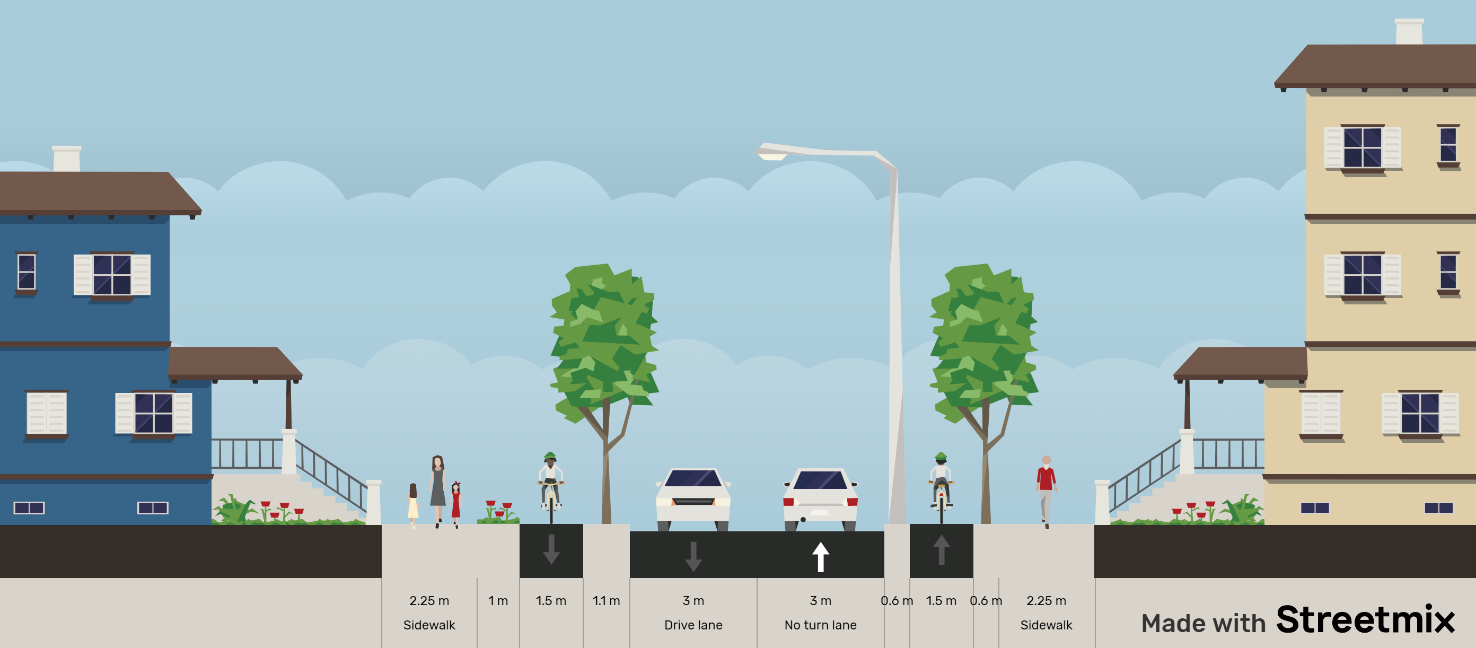 2.25 m
Sidewalk
1 m
1.5 m
1.1 m
3 m
Drive lane
3 m
No turn lane
0.6 m
1.5 m
0.6 m
2.25 m
Sidewalk
Made with Streetmix